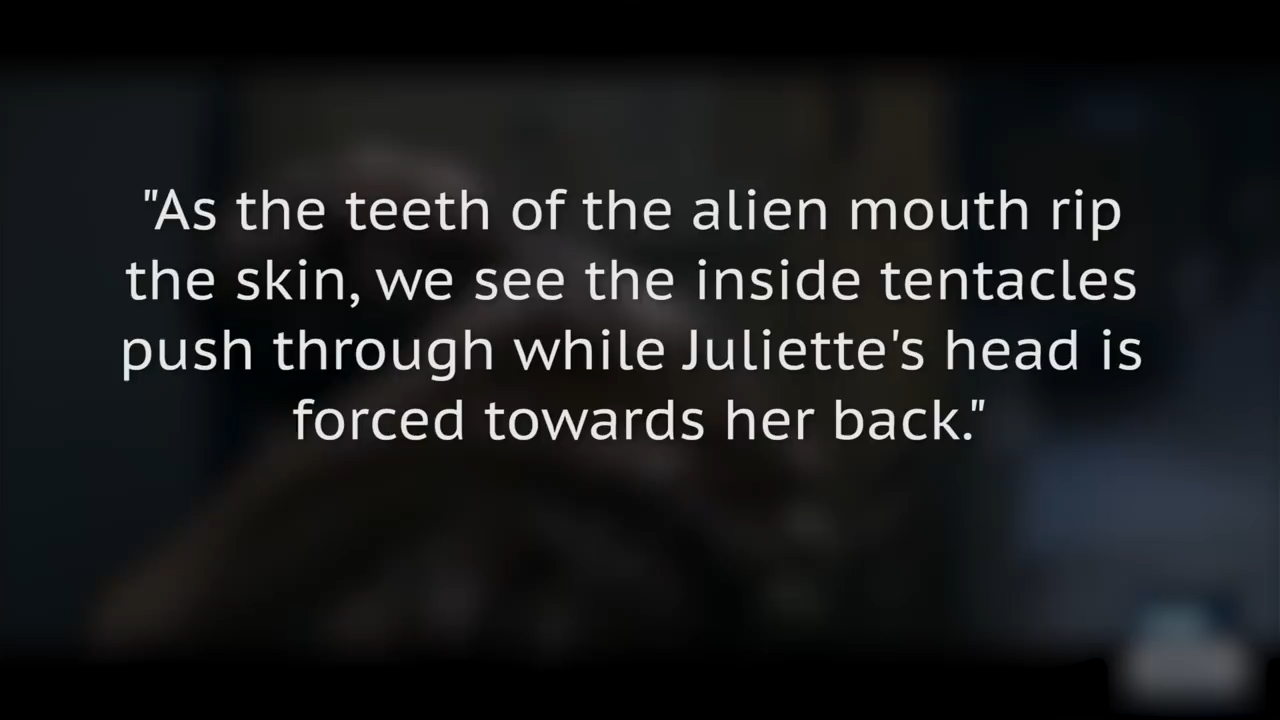 "As the teeth of the alien mouth rip
the skin, we see the inside tentacles
push through while Juliette's head is
forced towards her back."